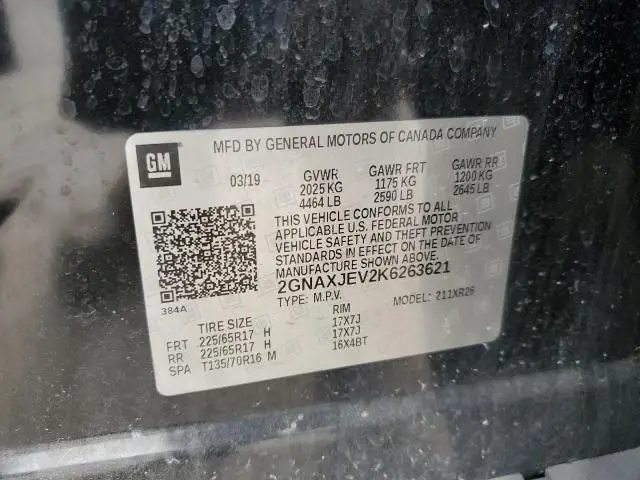 MFD BY GENERAL MOTORS OF CANADA COMPANY
GM
03/19 GVWR GAWR FRT GAWR RR
2025 KG 1175 KG 1200 KG
4464 LB 2590 LB 2645 LB
THIS VEHICLE CONFORMS TO ALL
APPLICABLE U.S. FEDERAL MOTOR
VEHICLE SAFETY AND THEFT PREVENTION
STANDARDS IN EFFECT ON THE DATE OF
MANUFACTURE SHOWN ABOVE.
2GNAXJEV2K6263621
TYPE: M.P.V. MODEL: 211XR26
384A
TIRE SIZE RIM
FRT 225/65R17 H 17X7J
RR 225/65R17 H 17X7J
SPA T135/70R16 M 16X4BT